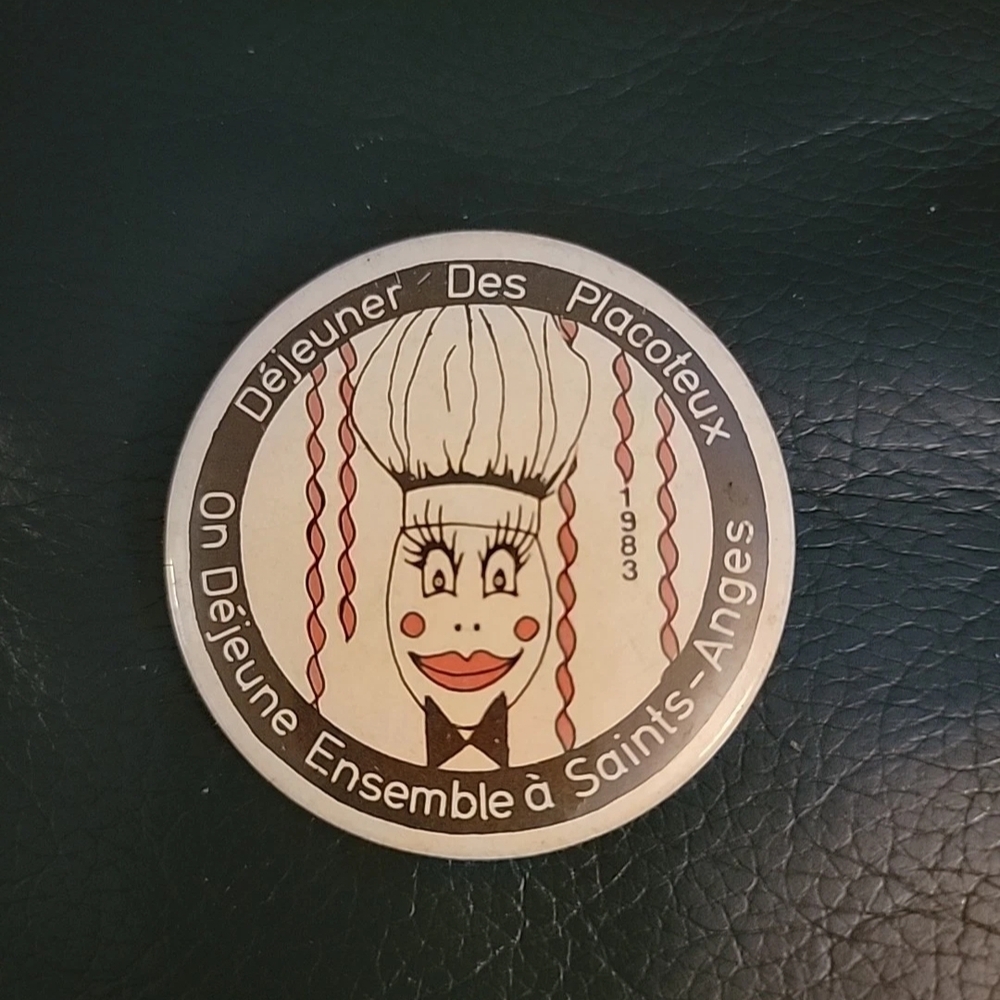 Déjeuner Des Placoteux
1983
On Déjeune Ensemble à Saints-Anges